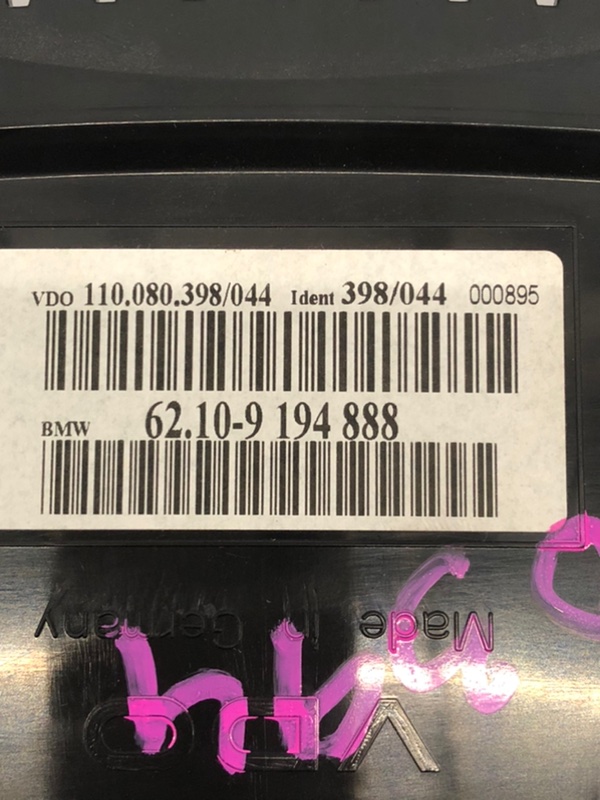 VDO 110.080.398/044 Ident 398/044 000895
BMW 62.10-9 194 888
Made in Germany
VDO